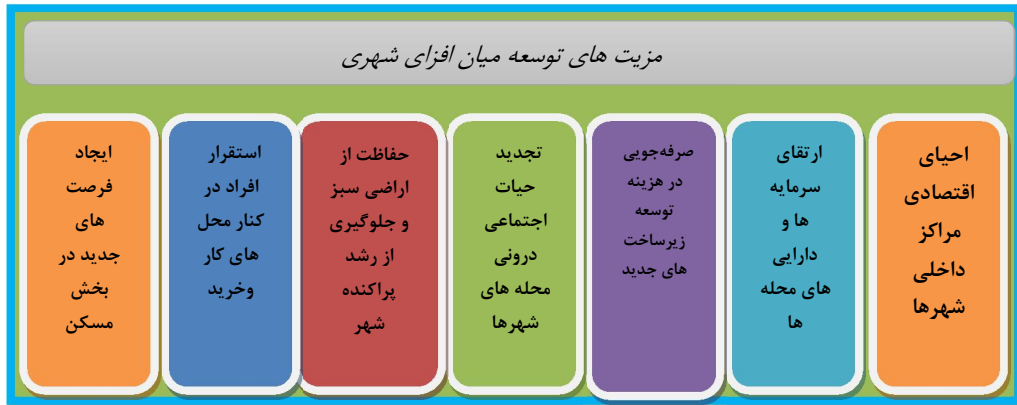 مزیت های توسعه میان افزای شهری
احیای
اقتصادی
مراکز
داخلی
شهرها
ارتقای
سرمایه
ها و
دارایی
های محله
ها
صرفه‌جویی
در هزینه
توسعه
زیرساخت
های جدید
تجدید
حیات
اجتماعی
درونی
محله های
شهرها
حفاظت از
اراضی سبز
و جلوگیری
از رشد
پراکنده
شهر
استقرار
افراد در
کنار محل
های کار
وخرید
ایجاد
فرصت
های
جدید در
بخش
مسکن